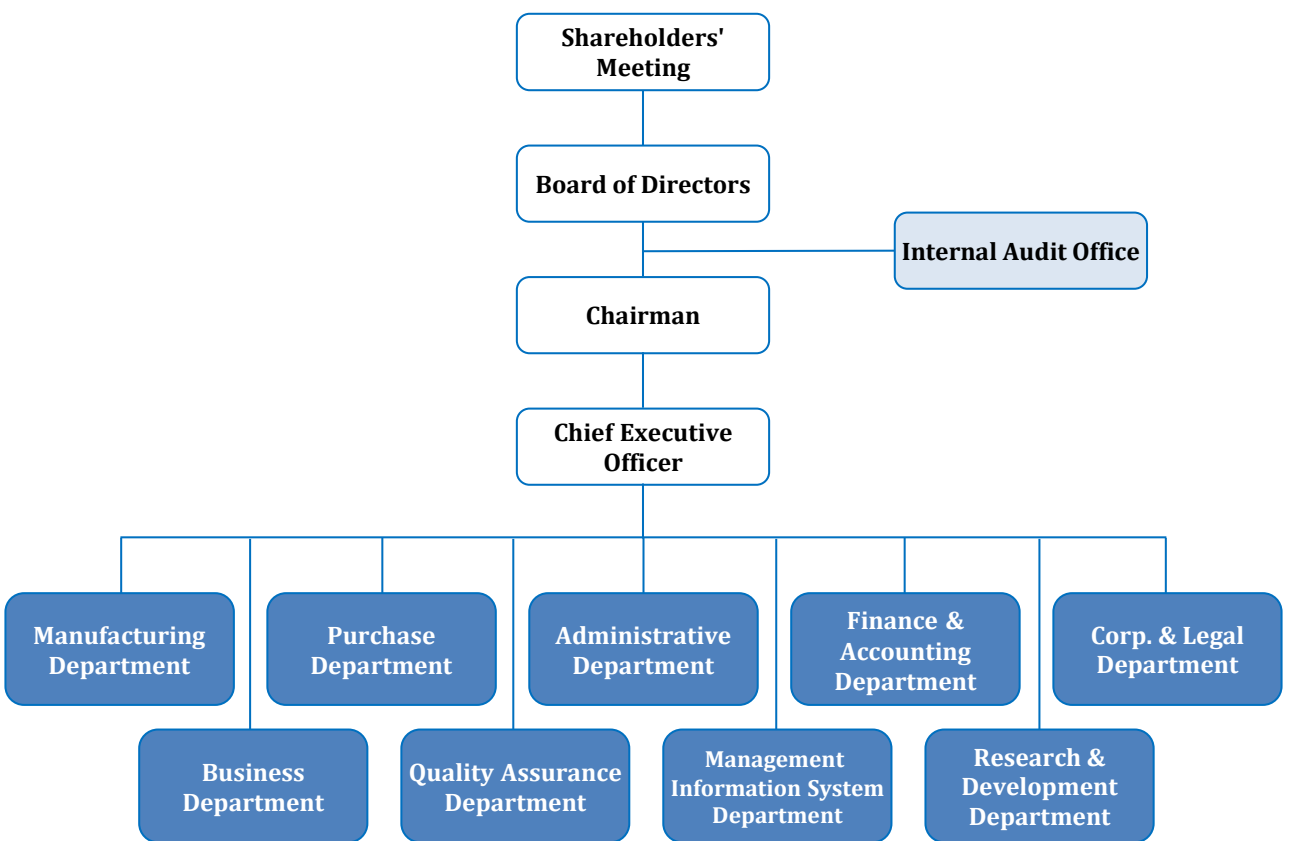 Shareholders'
Meeting
Board of Directors
Internal Audit Office
Chairman
Chief Executive
Officer
Manufacturing
Department
Purchase
Department
Administrative
Department
Finance &
Accounting
Department
Corp. & Legal
Department
Business
Department
Quality Assurance
Department
Management
Information System
Department
Research &
Development
Department